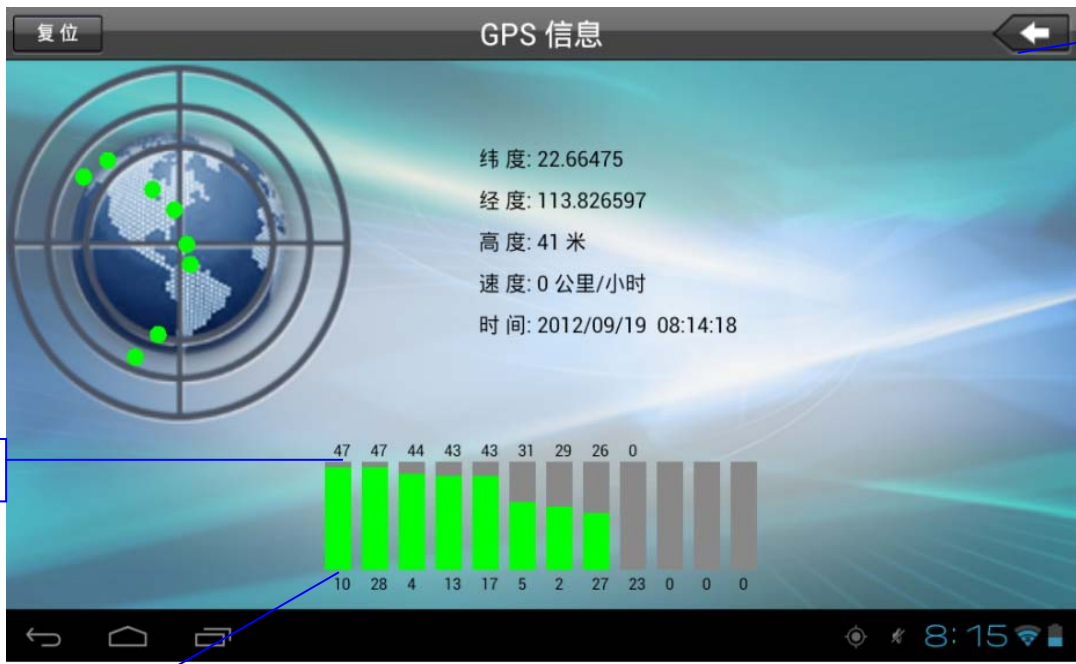 复位
GPS 信息
纬 度: 22.66475
经 度: 113.826597
高 度: 41 米
速 度: 0 公里/小时
时 间: 2012/09/19 08:14:18
47 47 44 43 43 31 29 26 0
10 28 4 13 17 5 2 27 23 0 0 0
8:15